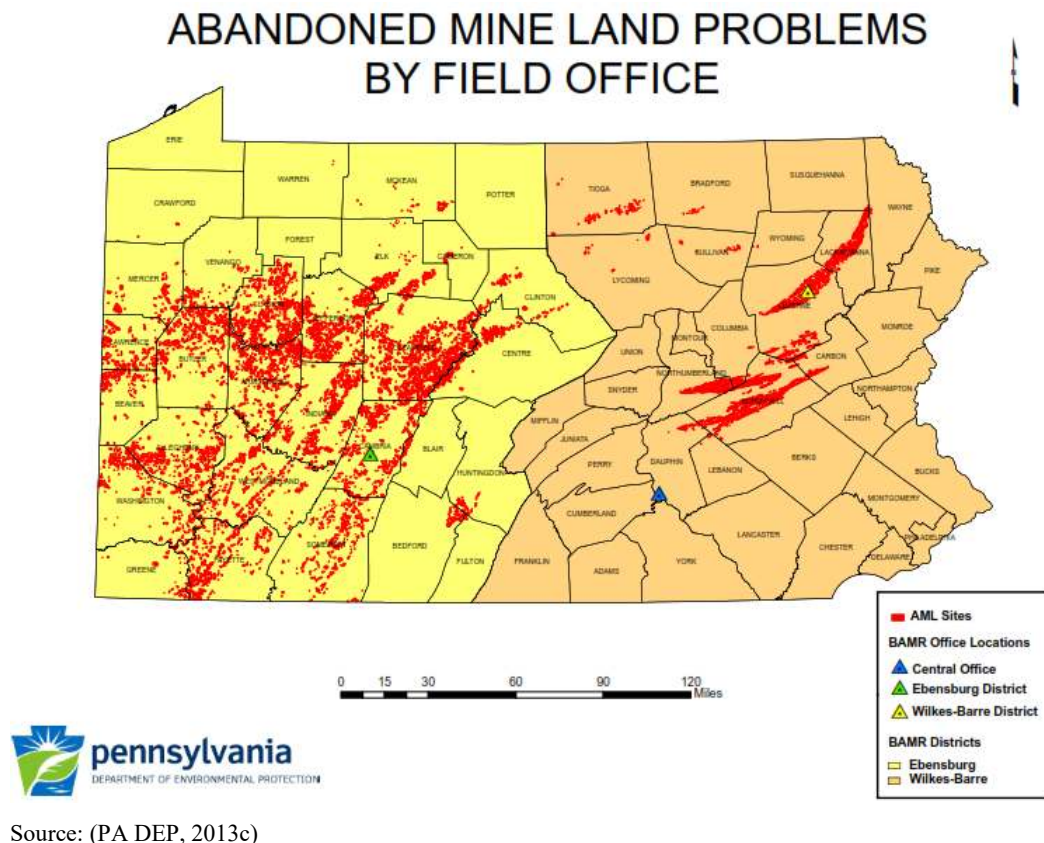 ABANDONED MINE LAND PROBLEMS
BY FIELD OFFICE
ERIE
WARREN
MCKEAN
POTTER
CRAWFORD
FOREST
ELK
CAMERON
VENANGO
MERCER
CLINTON
CENTRE
BUTLER
BEAVER
BLAIR
HUNTINGDON
WASHINGTON
GREENE
BEDFORD
FULTON
TIOGA
BRADFORD
SUSQUEHANNA
WAYNE
WYOMING
SULLIVAN
LYCOMING
PIKE
COLUMBIA
MONROE
UNION
MONTOUR
CARBON
NORTHUMBERLAND
SNYDER
NORTHAMPTON
MIFFLIN
LEHIGH
JUNIATA
PERRY
DAUPHIN
LEBANON
BERKS
BUCKS
MONTGOMERY
CUMBERLAND
LANCASTER
PHILADELPHIA
FRANKLIN
ADAMS
YORK
CHESTER
DELAWARE
AML Sites
BAMR Office Locations
Central Office
Ebensburg District
Wilkes-Barre District
BAMR Districts
Ebensburg
Wilkes-Barre
0 15 30 60 90 120
Miles
pennsylvania
DEPARTMENT OF ENVIRONMENTAL PROTECTION
Source: (PA DEP, 2013c)